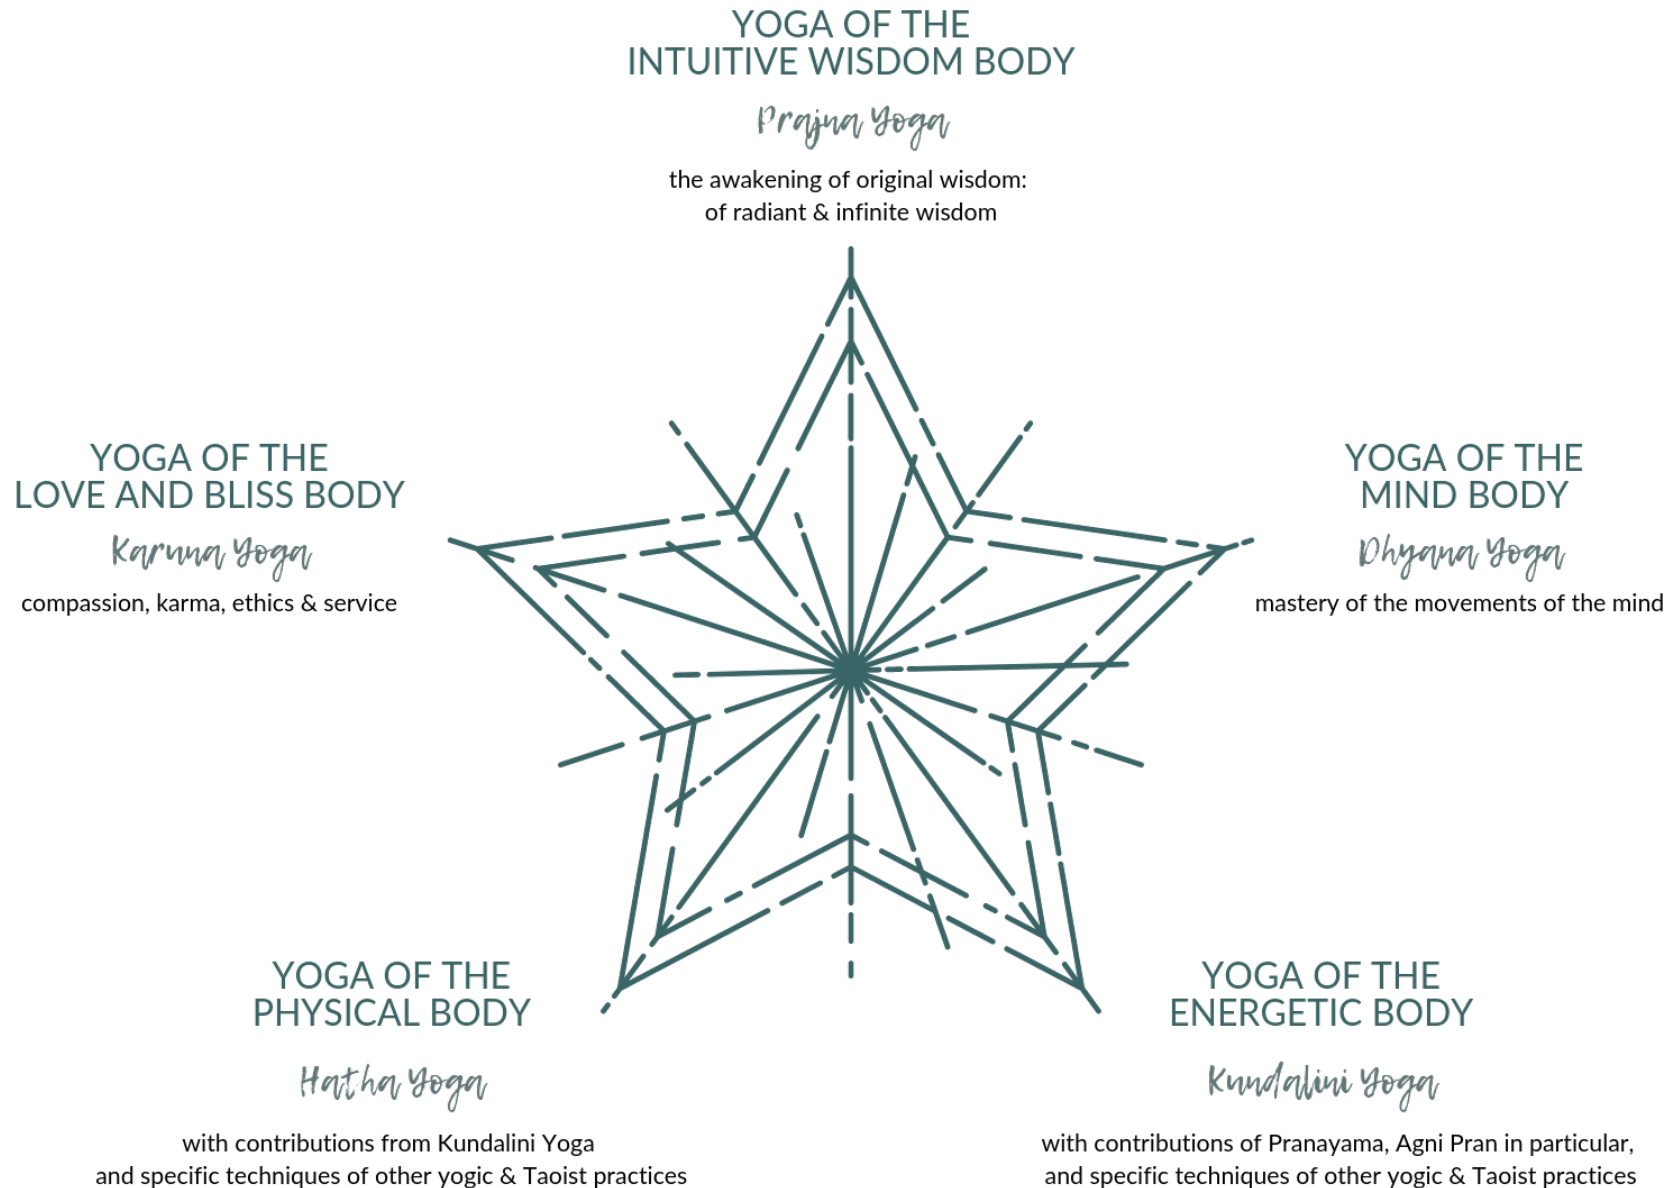 YOGA OF THE
INTUITIVE WISDOM BODY
Prajna Yoga
the awakening of original wisdom:
of radiant & infinite wisdom
YOGA OF THE
LOVE AND BLISS BODY
Karuna Yoga
compassion, karma, ethics & service
YOGA OF THE
MIND BODY
Dhyana Yoga
mastery of the movements of the mind
YOGA OF THE
PHYSICAL BODY
Hatha Yoga
with contributions from Kundalini Yoga
and specific techniques of other yogic & Taoist practices
YOGA OF THE
ENERGETIC BODY
Kundalini Yoga
with contributions of Pranayama, Agni Pran in particular,
and specific techniques of other yogic & Taoist practices